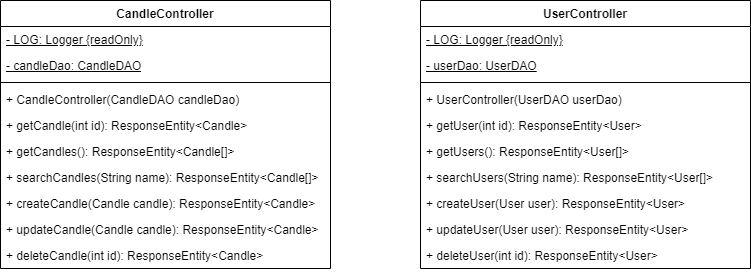 CandleController
- LOG: Logger {readOnly}
- candleDao: CandleDAO
+ CandleController(CandleDAO candleDao)
+ getCandle(int id): ResponseEntity<Candle>
+ getCandles(): ResponseEntity<Candle[]>
+ searchCandles(String name): ResponseEntity<Candle[]>
+ createCandle(Candle candle): ResponseEntity<Candle>
+ updateCandle(Candle candle): ResponseEntity<Candle>
+ deleteCandle(int id): ResponseEntity<Candle>
UserController
- LOG: Logger {readOnly}
- userDao: UserDAO
+ UserController(UserDAO userDao)
+ getUser(int id): ResponseEntity<User>
+ getUsers(): ResponseEntity<User[]>
+ searchUsers(String name): ResponseEntity<User[]>
+ createUser(User user): ResponseEntity<User>
+ updateUser(User user): ResponseEntity<User>
+ deleteUser(int id): ResponseEntity<User>